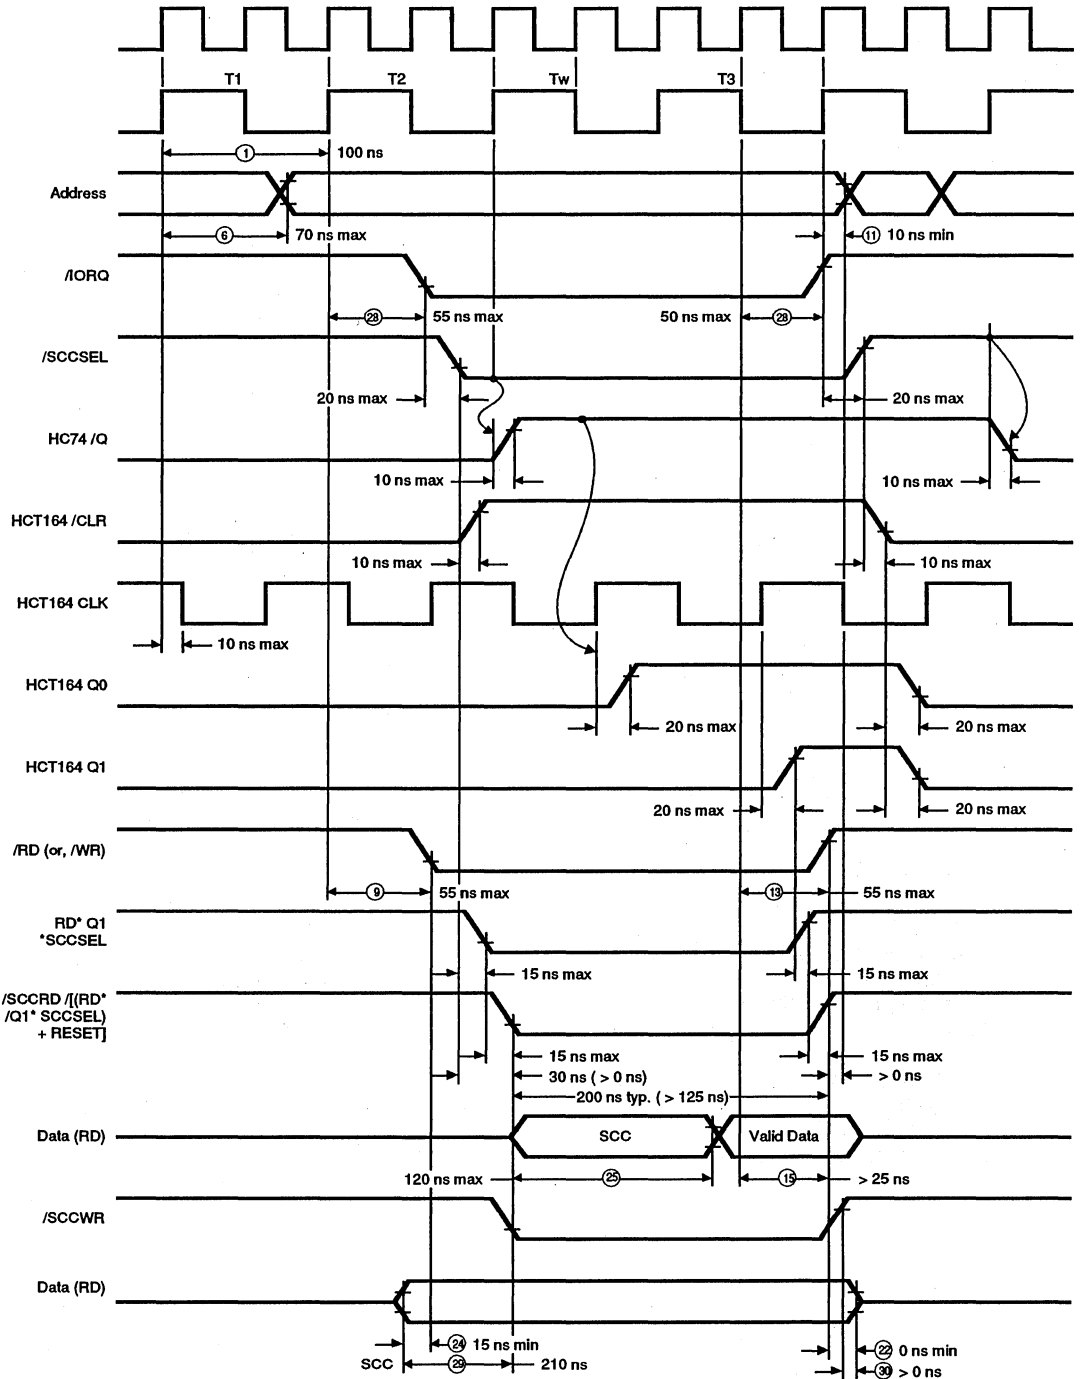 T1 T2 Tw T3
1 100 ns
Address
6 70 ns max 11 10 ns min
/IORQ
28 55 ns max 50 ns max 28
/SCCSEL
20 ns max 20 ns max
HC74 /Q
10 ns max 10 ns max
HCT164 /CLR
10 ns max 10 ns max
HCT164 CLK
10 ns max
HCT164 Q0
20 ns max 20 ns max
HCT164 Q1
20 ns max 20 ns max
/RD (or, /WR)
9 55 ns max 13 55 ns max
RD* Q1
*SCCSEL
15 ns max 15 ns max
/SCCRD /[(RD*
/Q1* SCCSEL)
+ RESET]
15 ns max 15 ns max
30 ns ( > 0 ns) > 0 ns
200 ns typ. ( > 125 ns)
Data (RD) SCC Valid Data
120 ns max 25 15 > 25 ns
/SCCWR
Data (RD)
24 15 ns min 22 0 ns min
SCC 29 210 ns 30 > 0 ns